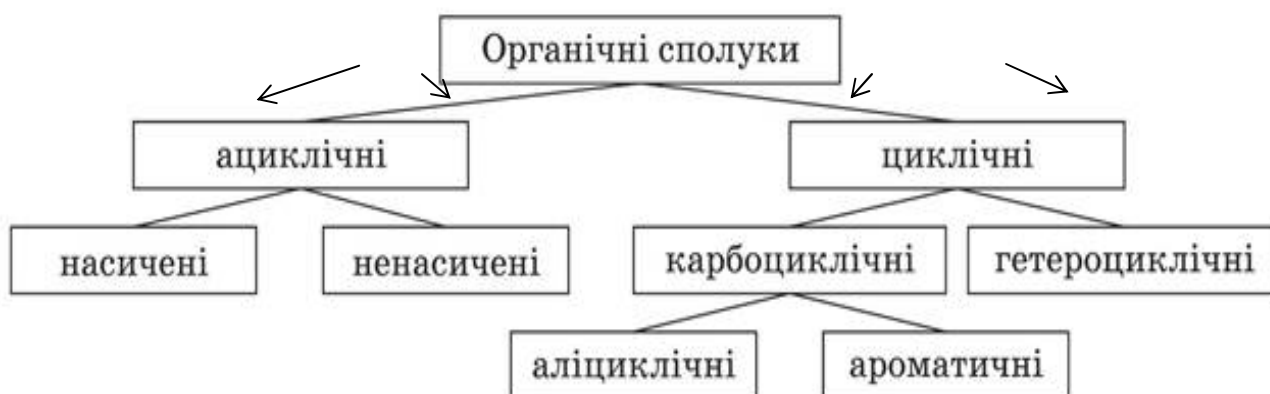 Органічні сполуки
ациклічні
циклічні
насичені
ненасичені
карбоциклічні
гетероциклічні
аліциклічні
ароматичні